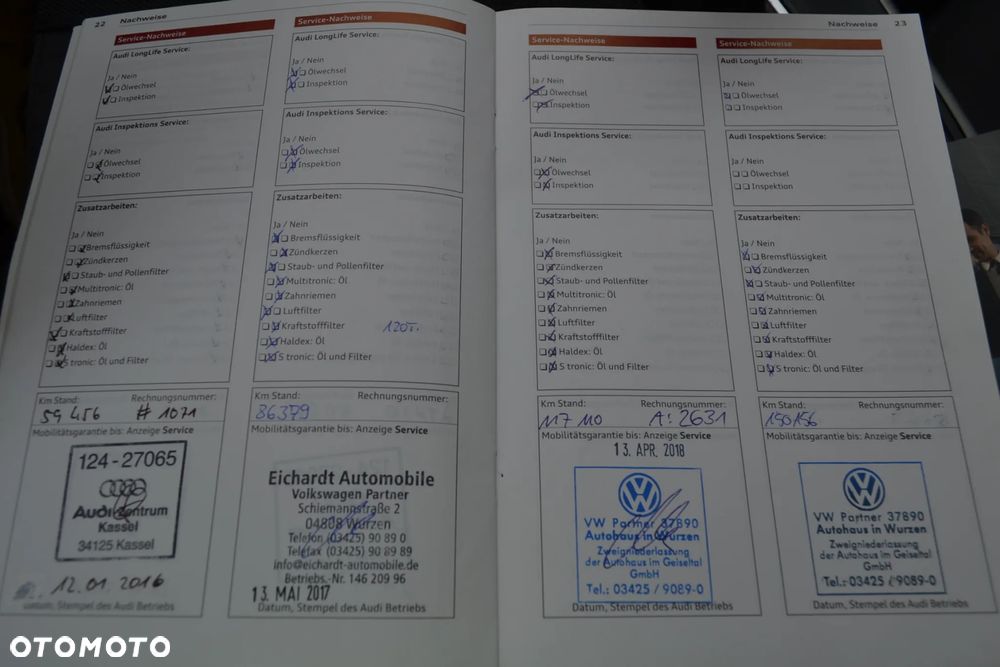 22 Nachweise
Service-Nachweise
Audi LongLife Service:
Ja / Nein
Ölwechsel
Inspektion
Audi Inspektions Service:
Ja / Nein
Ölwechsel
Inspektion
Zusatzarbeiten:
Ja / Nein
Bremsflüssigkeit
Zündkerzen
Staub- und Pollenfilter
Multitronic: Öl
Zahnriemen
Luftfilter
Kraftstofffilter
Haldex: Öl
S tronic: Öl und Filter
Km Stand: Rechnungsnummer:
59 456 # 1071
Mobilitätsgarantie bis: Anzeige Service
124-27065
Audi Zentrum
Kassel
34125 Kassel
12.01 2016
Datum, Stempel des Audi Betriebs
Service-Nachweise
Audi LongLife Service:
Ja / Nein
Ölwechsel
Inspektion
Audi Inspektions Service:
Ja / Nein
Ölwechsel
Inspektion
Zusatzarbeiten:
Ja / Nein
Bremsflüssigkeit
Zündkerzen
Staub- und Pollenfilter
Multitronic: Öl
Zahnriemen
Luftfilter
Kraftstofffilter 120T.
Haldex: Öl
S tronic: Öl und Filter
Km Stand: Rechnungsnummer:
86379
Mobilitätsgarantie bis: Anzeige Service
Eichardt Automobile
Volkswagen Partner
Schiemannstraße 2
04808 Wurzen
Telefon (03425) 90 89 0
Telefax (03425) 90 89 89
info@eichardt-automobile.de
Betriebs.-Nr. 146 209 96
13. MAI 2017
Datum, Stempel des Audi Betriebs
Nachweise 23
Service-Nachweise
Audi LongLife Service:
Ja / Nein
Ölwechsel
Inspektion
Audi Inspektions Service:
Ja / Nein
Ölwechsel
Inspektion
Zusatzarbeiten:
Ja / Nein
Bremsflüssigkeit
Zündkerzen
Staub- und Pollenfilter
Multitronic: Öl
Zahnriemen
Luftfilter
Kraftstofffilter
Haldex: Öl
S tronic: Öl und Filter
Km Stand: Rechnungsnummer:
117 110 A: 2631
Mobilitätsgarantie bis: Anzeige Service
13. APR. 2018
VW Partner 37890
Autohaus in Wurzen
Zweigniederlassung
der Autohaus im Geiseltal
GmbH
Tel.: 03425 / 9089-0
Datum, Stempel des Audi Betriebs
Service-Nachweise
Audi LongLife Service:
Ja / Nein
Ölwechsel
Inspektion
Audi Inspektions Service:
Ja / Nein
Ölwechsel
Inspektion
Zusatzarbeiten:
Ja / Nein
Bremsflüssigkeit
Zündkerzen
Staub- und Pollenfilter
Multitronic: Öl
Zahnriemen
Luftfilter
Kraftstofffilter
Haldex: Öl
S tronic: Öl und Filter
Km Stand: Rechnungsnummer:
150156
Mobilitätsgarantie bis: Anzeige Service
VW Partner 37890
Autohaus in Wurzen
Zweigniederlassung
der Autohaus im Geiseltal
GmbH
Tel.: 03425 / 9089-0
Datum, Stempel des Audi Betriebs
OTOMOTO